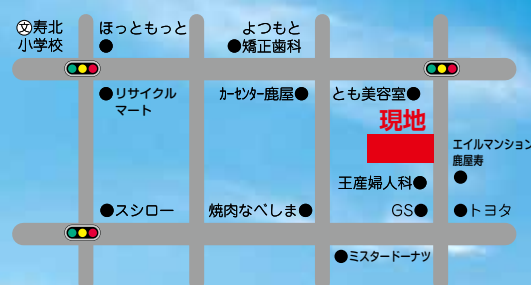 ㊫寿北
小学校
ほっともっと
よつもと
矯正歯科
リサイクル
マート
カーセンター鹿屋
とも美容室
現地
エイルマンション
鹿屋寿
王産婦人科
スシロー
焼肉なべしま
GS
トヨタ
ミスタードーナツ